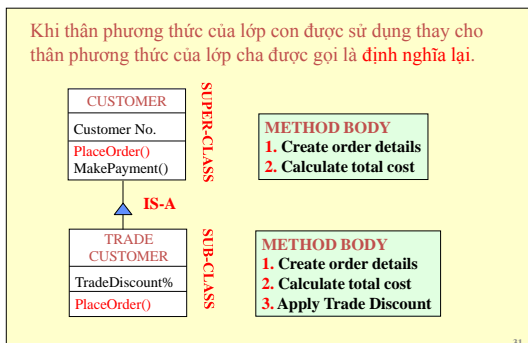 Khi thân phương thức của lớp con được sử dụng thay cho
thân phương thức của lớp cha được gọi là định nghĩa lại.
CUSTOMER
Customer No.
PlaceOrder()
MakePayment()
SUPER-CLASS
METHOD BODY
1. Create order details
2. Calculate total cost
IS-A
TRADE
CUSTOMER
TradeDiscount%
PlaceOrder()
SUB-CLASS
METHOD BODY
1. Create order details
2. Calculate total cost
3. Apply Trade Discount